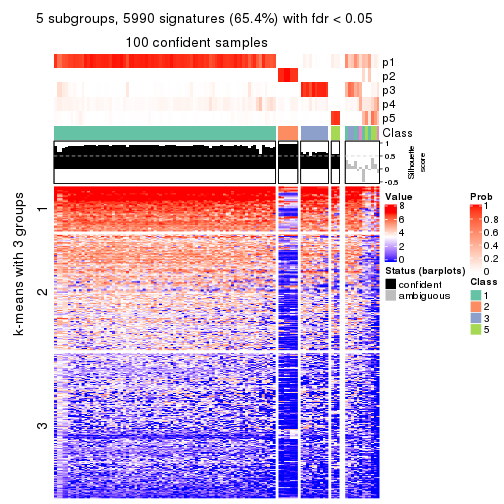 5 subgroups, 5990 signatures (65.4%) with fdr < 0.05
100 confident samples
p1
p2
p3
p4
p5
Class
1
0.5
0
-0.5
Silhouette
score
k-means with 3 groups
1
2
3
Value
8
6
4
2
0
Status (barplots)
confident
ambiguous
Prob
1
0.8
0.6
0.4
0.2
0
Class
1
2
3
5